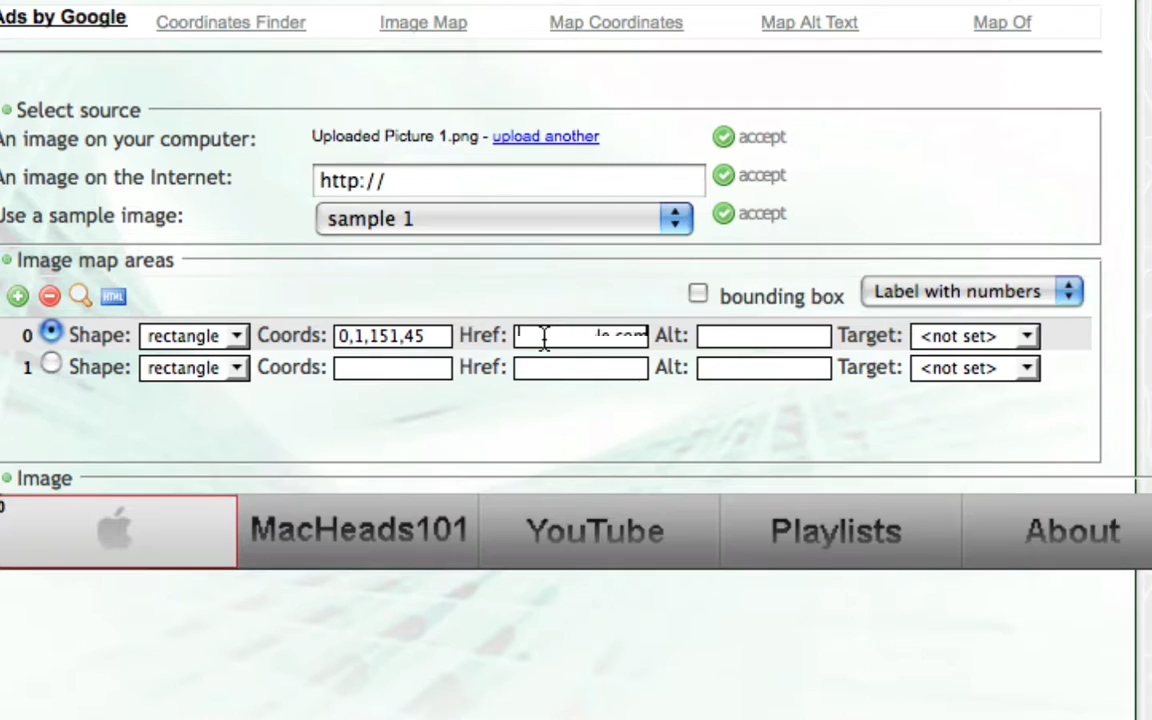 Ads by Google Coordinates Finder Image Map Map Coordinates Map Alt Text Map Of
Select source
An image on your computer: Uploaded Picture 1.png - upload another accept
An image on the Internet: http:// accept
Use a sample image: sample 1 accept
Image map areas
HTML bounding box Label with numbers
0 Shape: rectangle Coords: 0,1,151,45 Href: Alt: Target: <not set>
1 Shape: rectangle Coords: Href: Alt: Target: <not set>
Image
0
MacHeads101 YouTube Playlists About